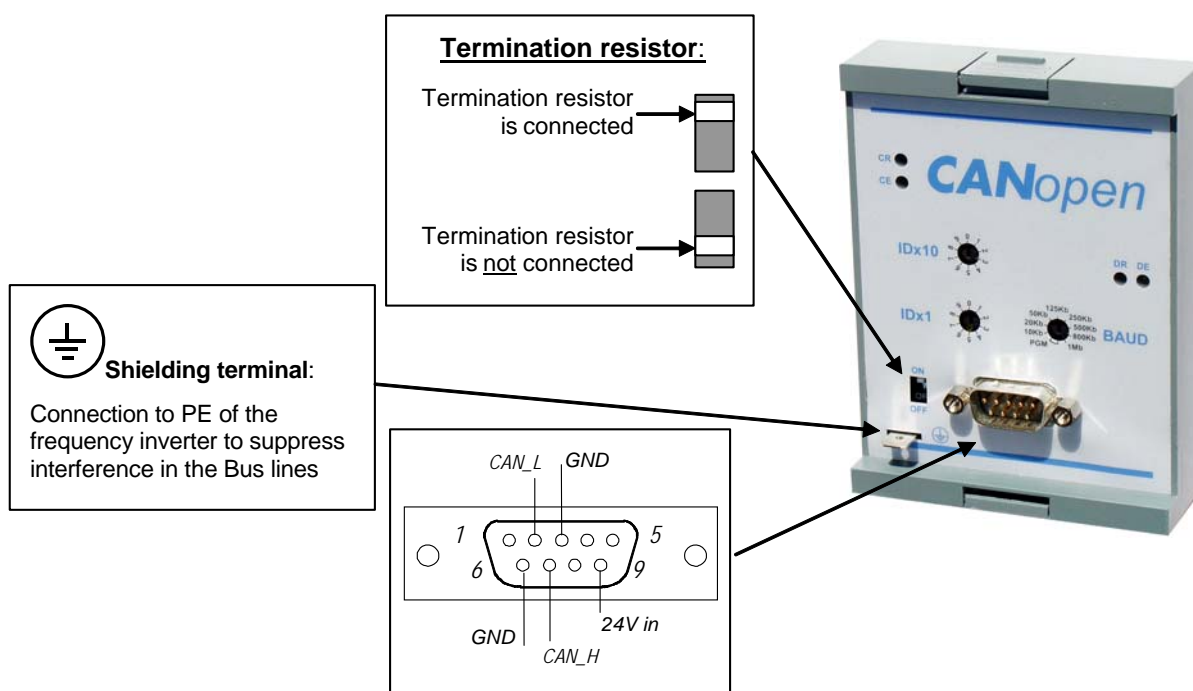 Termination resistor:
Termination resistor
is connected
Termination resistor
is not connected
Shielding terminal:
Connection to PE of the
frequency inverter to suppress
interference in the Bus lines
CAN_L
GND
1
5
6
9
GND
24V in
CAN_H
CR
CE
CANopen
IDx10
DR DE
IDx1
125Kb
50Kb
250Kb
20Kb
500Kb
10Kb
800Kb
BAUD
PGM
1Mb
ON
OFF